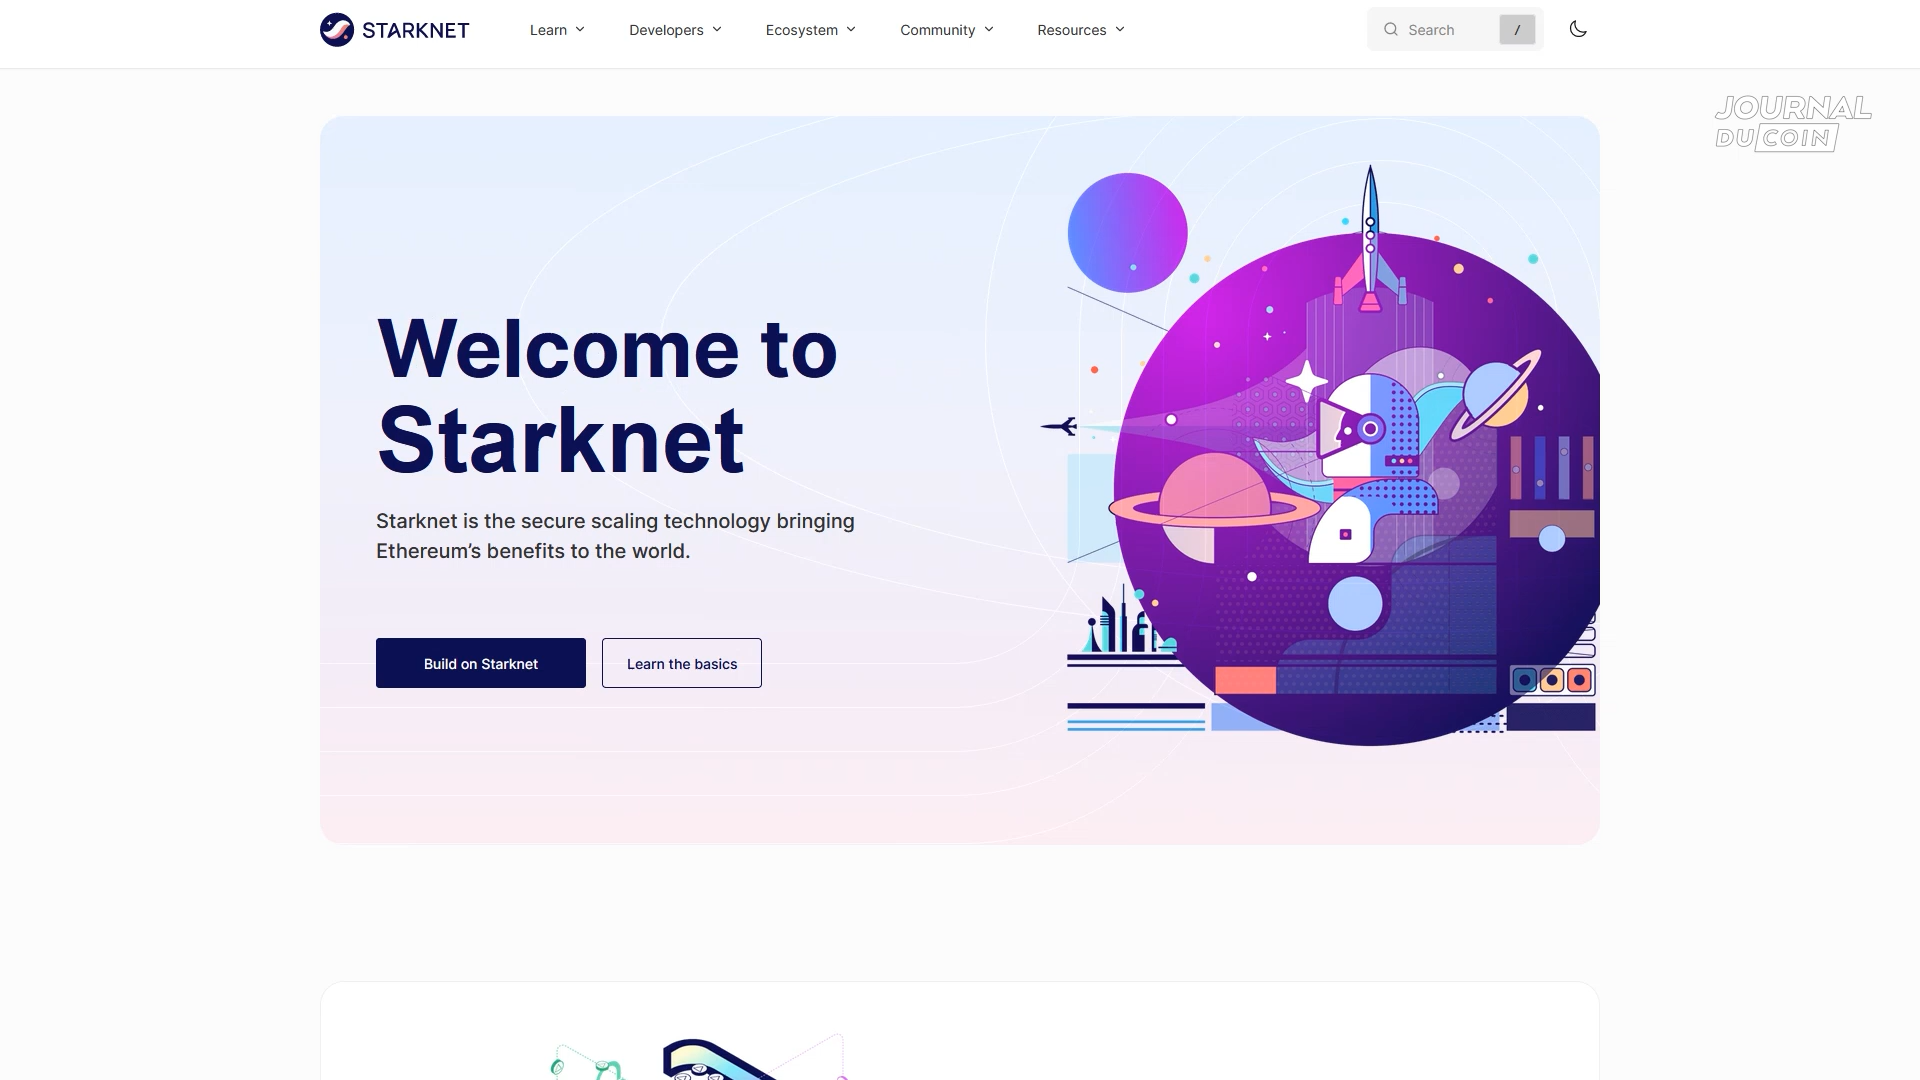 STARKNET
Learn
Developers
Ecosystem
Community
Resources
Search
/
JOURNAL
DU COIN
Welcome to
Starknet
Starknet is the secure scaling technology bringing
Ethereum’s benefits to the world.
Build on Starknet
Learn the basics